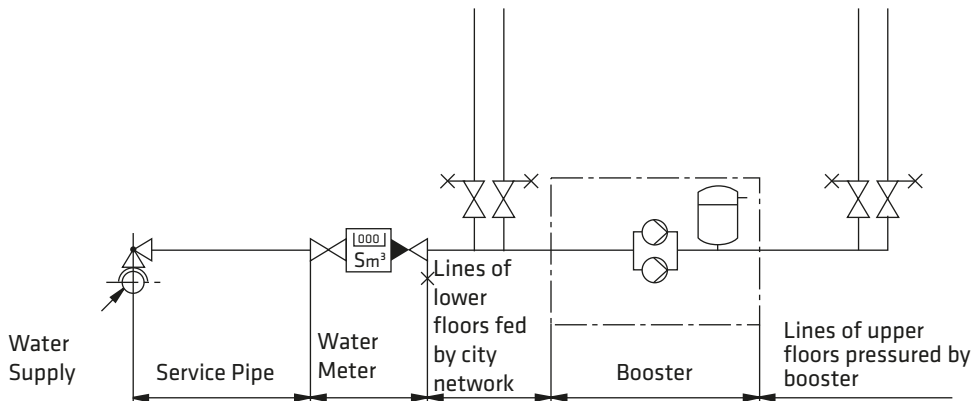 000
Sm³
Water
Supply
Service Pipe
Water
Meter
Lines of
lower
floors fed
by city
network
Booster
Lines of upper
floors pressured by
booster